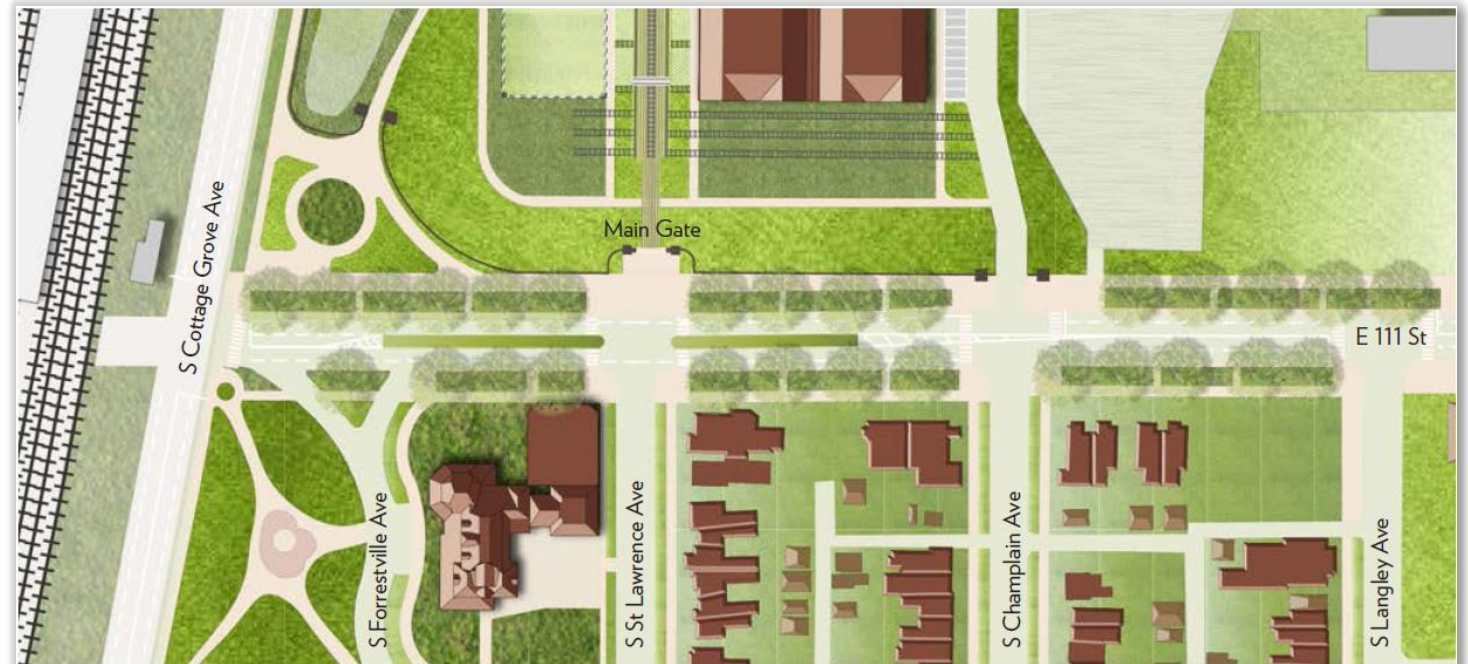 Main Gate
S Cottage Grove Ave
E 111 St
S Forrestville Ave
S St Lawrence Ave
S Champlain Ave
S Langley Ave